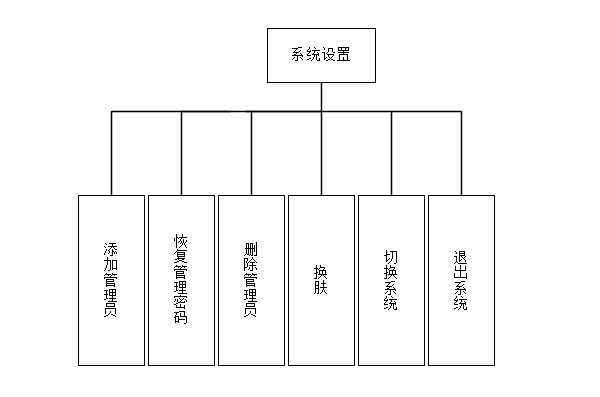 系统设置
添加管理员
恢复管理密码
删除管理员
换肤
切换系统
退出系统